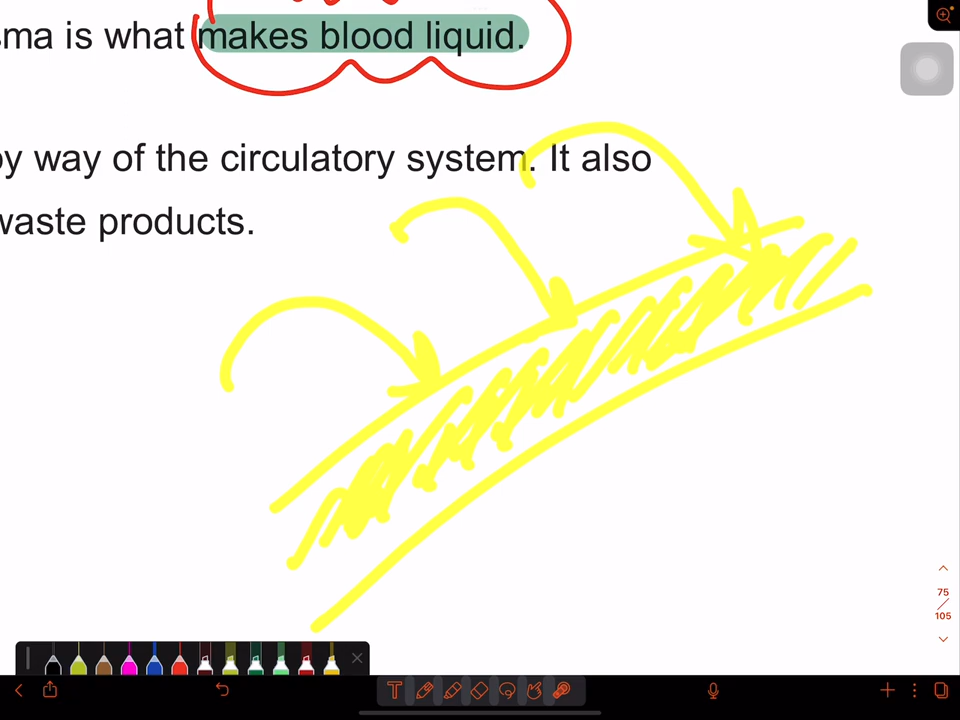 sma is what makes blood liquid.
by way of the circulatory system. It also
waste products.
75
105